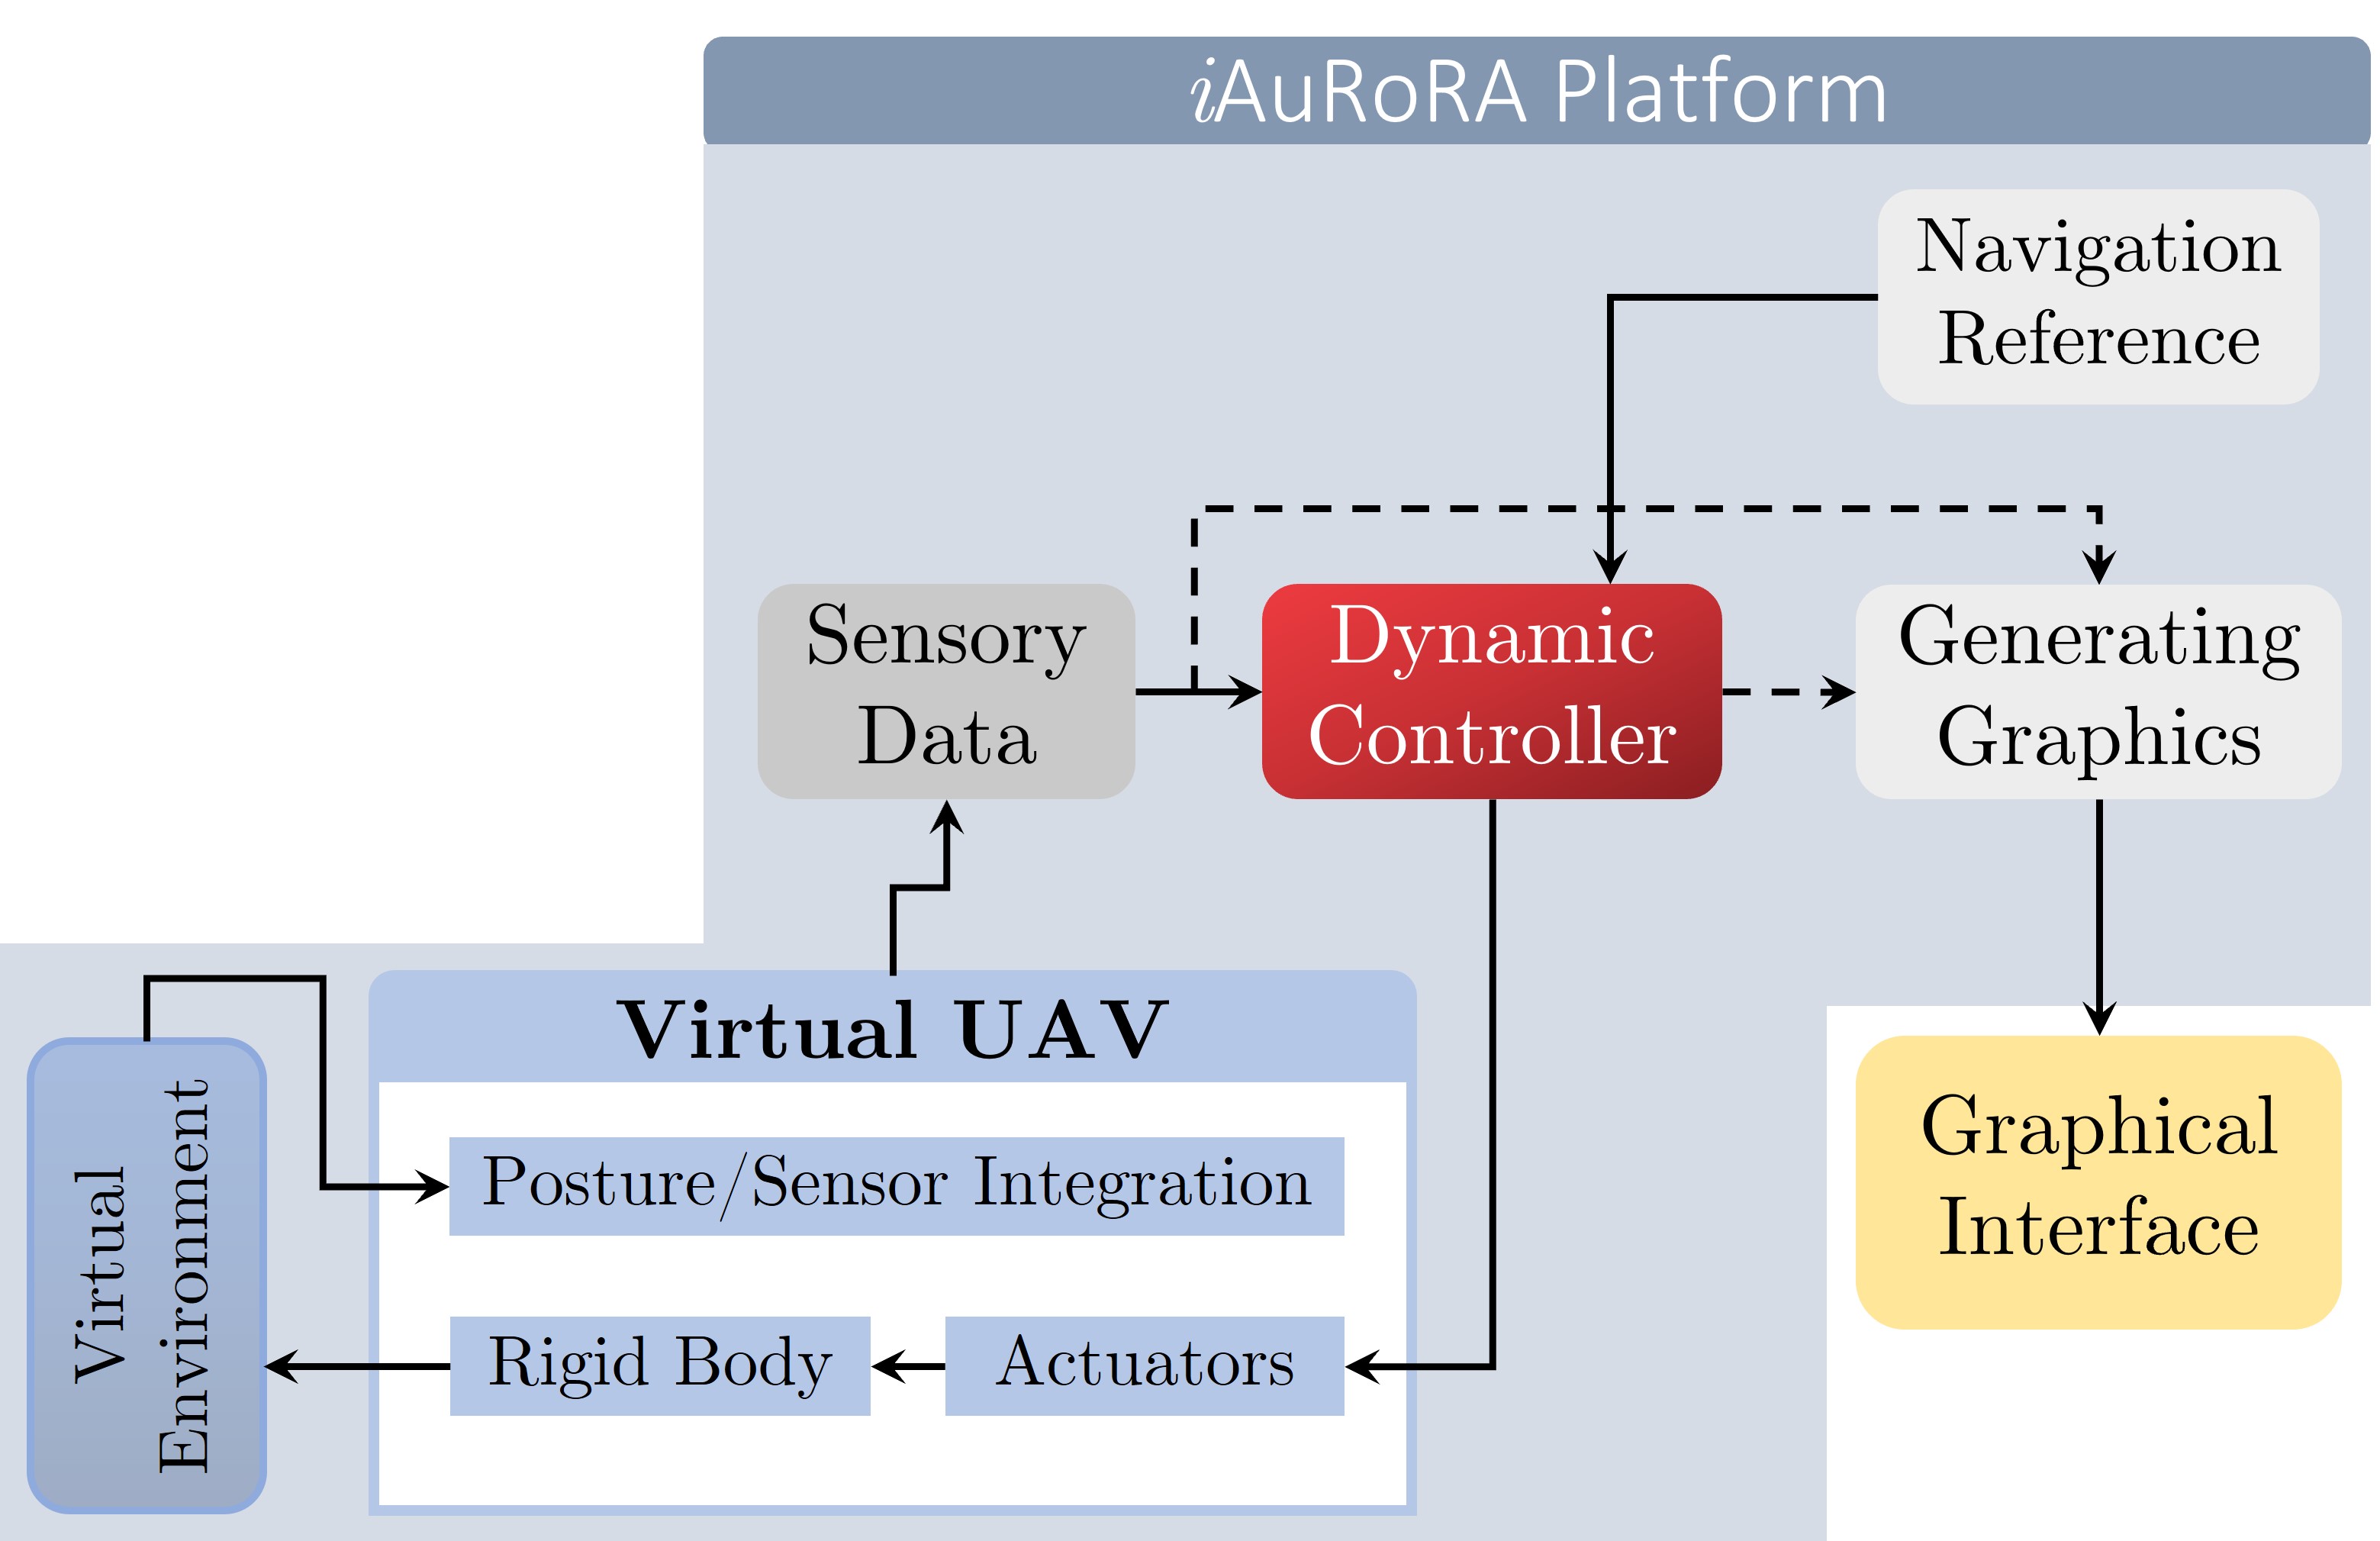 iAuRoRA Platform
Navigation
Reference
Sensory
Data
Dynamic
Controller
Generating
Graphics
Virtual UAV
Posture/Sensor Integration
Rigid Body
Actuators
Virtual
Environment
Graphical
Interface